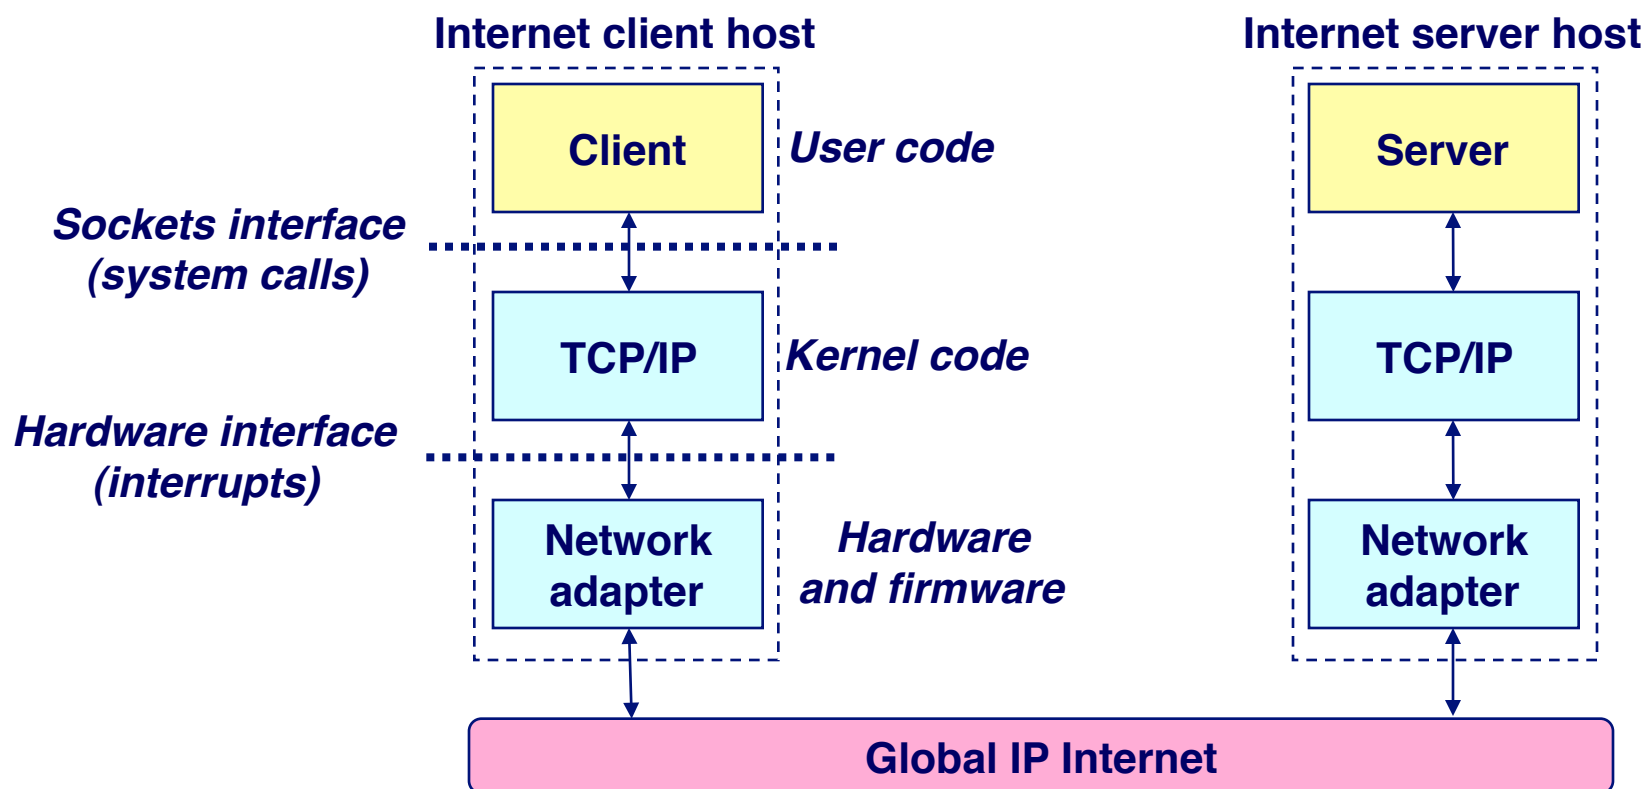 Internet client host
Internet server host
Client
User code
Server
Sockets interface
(system calls)
TCP/IP
Kernel code
TCP/IP
Hardware interface
(interrupts)
Network
adapter
Hardware
and firmware
Network
adapter
Global IP Internet